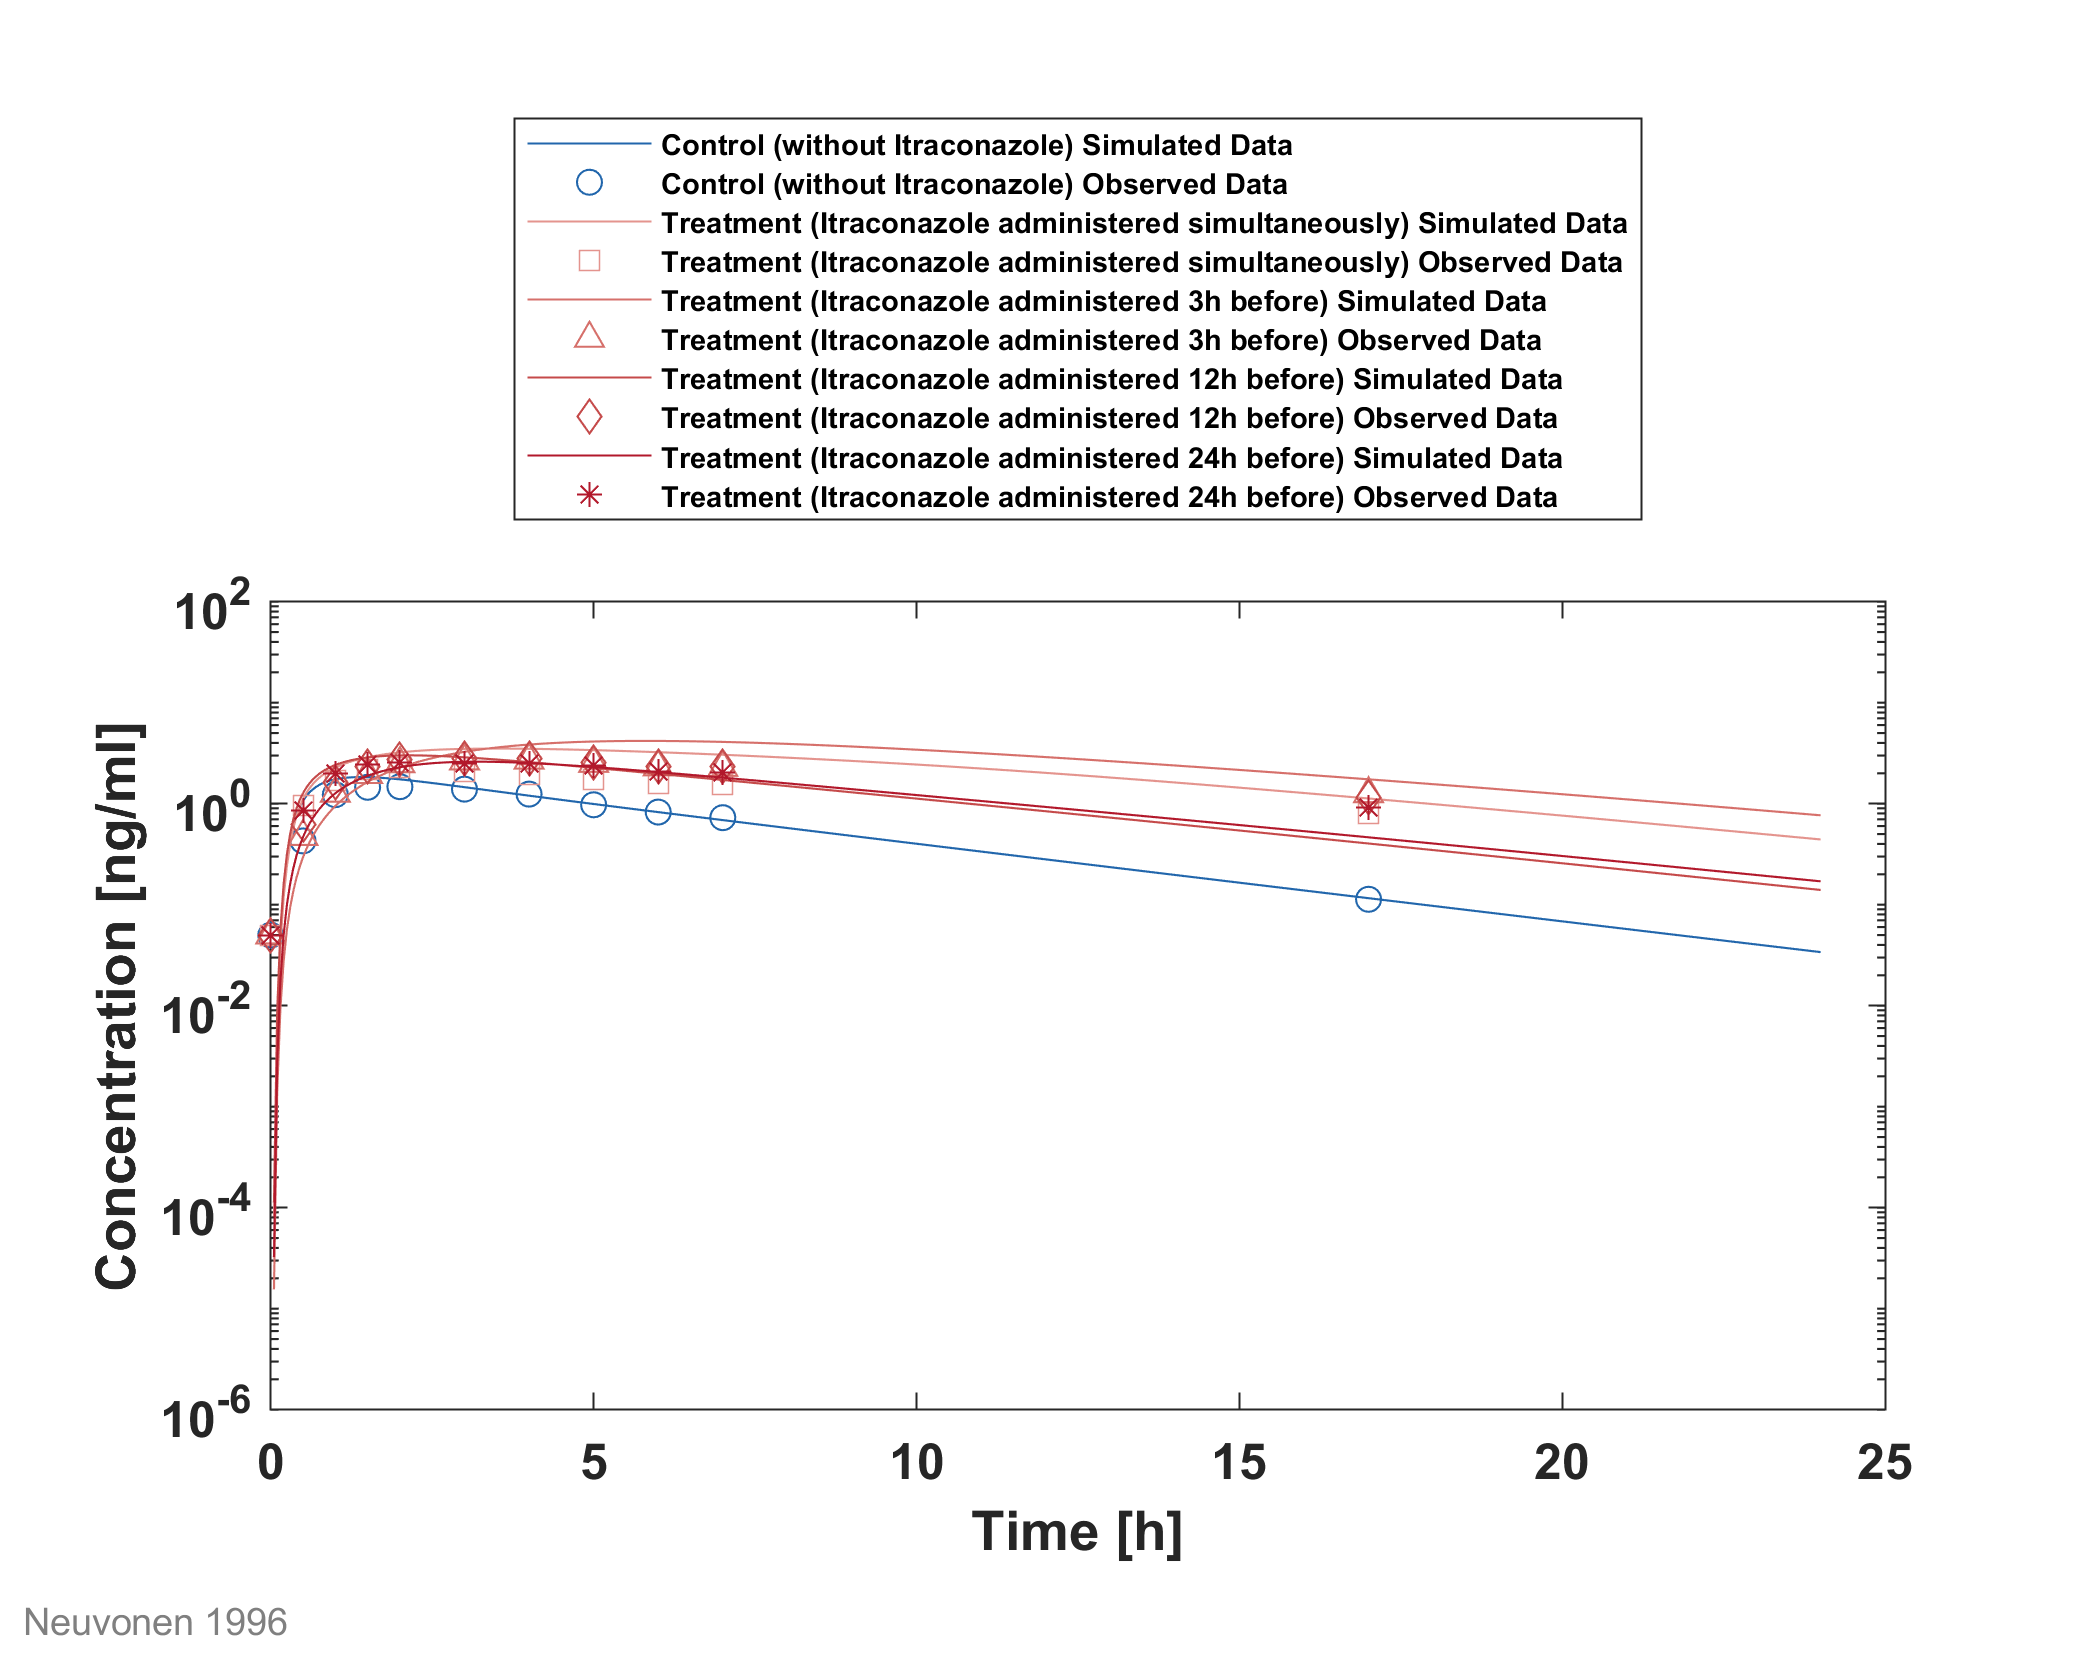 Control (without Itraconazole) Simulated Data
Control (without Itraconazole) Observed Data
Treatment (Itraconazole administered simultaneously) Simulated Data
Treatment (Itraconazole administered simultaneously) Observed Data
Treatment (Itraconazole administered 3h before) Simulated Data
Treatment (Itraconazole administered 3h before) Observed Data
Treatment (Itraconazole administered 12h before) Simulated Data
Treatment (Itraconazole administered 12h before) Observed Data
Treatment (Itraconazole administered 24h before) Simulated Data
Treatment (Itraconazole administered 24h before) Observed Data
Concentration [ng/ml]
10^2
10^0
10^-2
10^-4
10^-6
0 5 10 15 20 25
Time [h]
Neuvonen 1996